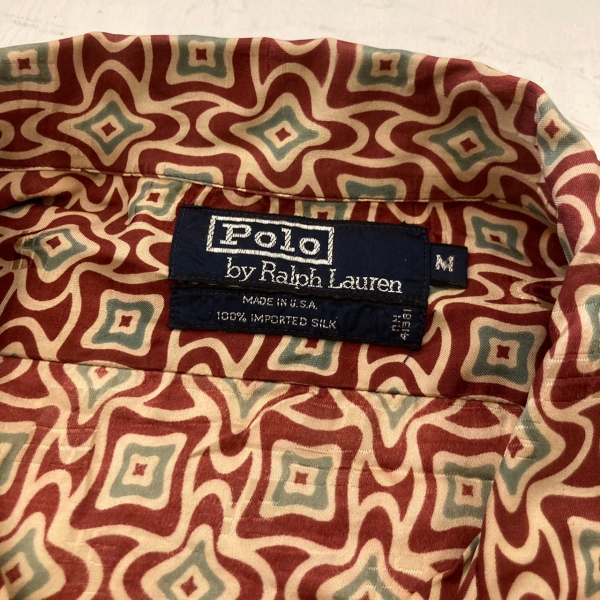 Polo
by Ralph Lauren
M
MADE IN U.S.A.
100% IMPORTED SILK
RN
41381